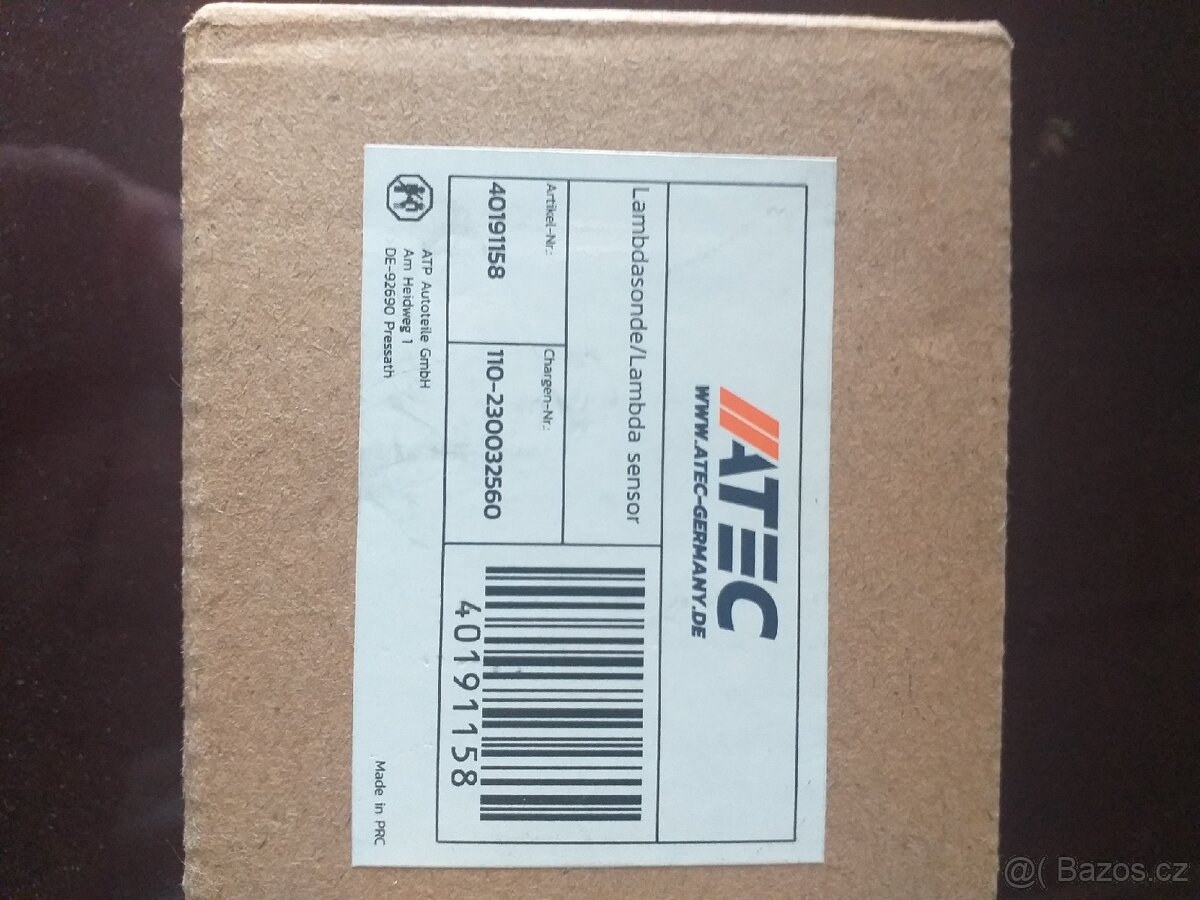 ATEC
WWW.ATEC-GERMANY.DE
Lambdasonde/Lambda sensor
Artikel-Nr.:
40191158
Chargen-Nr.:
110-230032560
40191158
ATP Autoteile GmbH
Am Heidweg 1
DE-92690 Pressath
Made in PRC
@( Bazos.cz